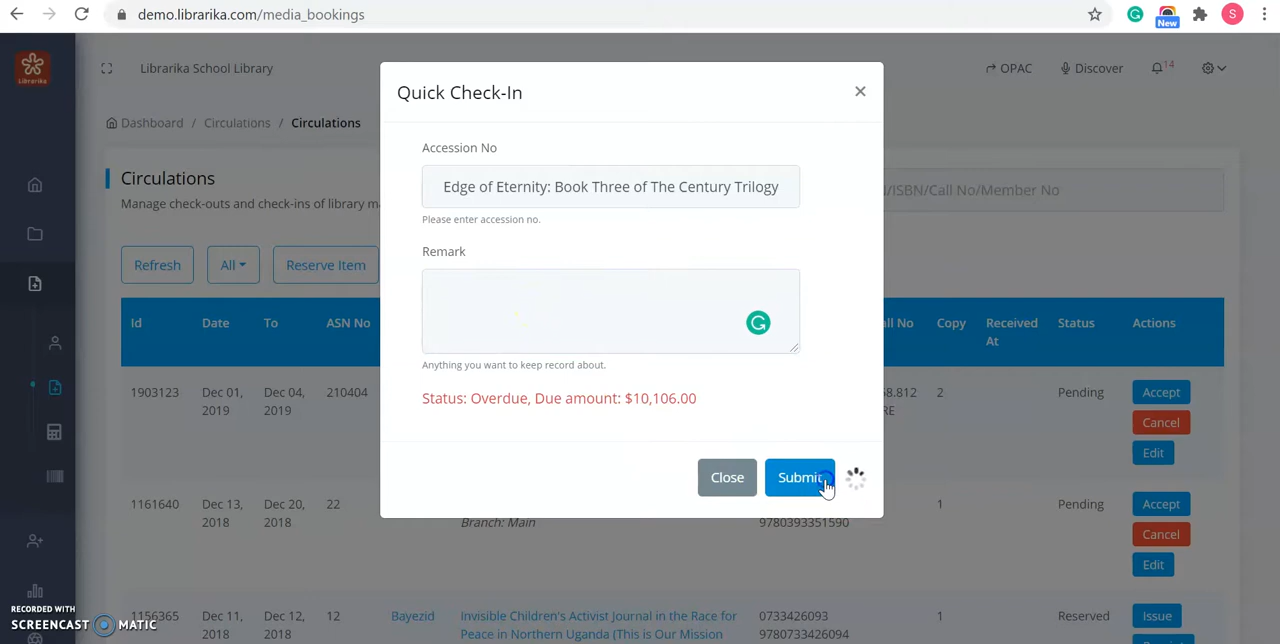 demo.librarika.com/media_bookings
New
S
Librarika
Librarika School Library
OPAC
Discover
14
Quick Check-In
Dashboard / Circulations / Circulations
Accession No
Circulations
Edge of Eternity: Book Three of The Century Trilogy
/ISBN/Call No/Member No
Manage check-outs and check-ins of library
Please enter accession no.
Remark
Refresh
All
Reserve Item
Id
Date
To
ASN No
Call No
Copy
Received
At
Status
Actions
Anything you want to keep record about.
1903123
Dec 01,
2019
Dec 04,
2019
210404
8.812
RE
2
Pending
Accept
Cancel
Edit
Status: Overdue, Due amount: $10,106.00
Close
Submit
1161640
Dec 13,
2018
Dec 20,
2018
22
Branch: Main
9780393351590
1
Pending
Accept
Cancel
Edit
1156365
Dec 11,
2018
Dec 12,
2018
12
Bayezid
Invisible Children's Activist Journal in the Race for
Peace in Northern Uganda (This is Our Mission
0733426093
9780733426094
1
Reserved
Issue
RECORDED WITH
SCREENCAST MATIC